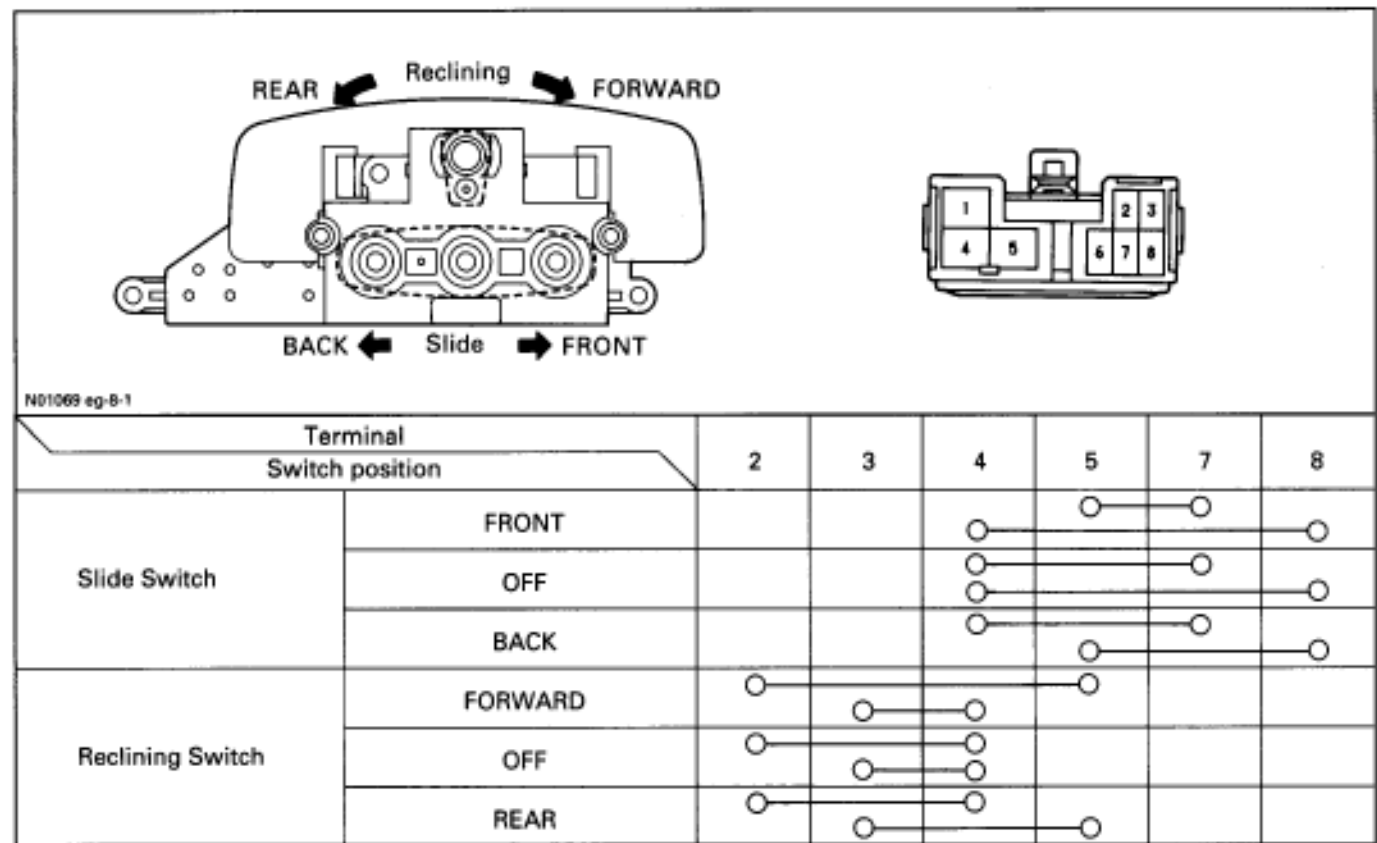 Reclining
REAR
FORWARD
1
2 3
4 5
6 7 8
BACK
Slide
FRONT
N01069 eg-8-1
Terminal
Switch position
2 3 4 5 7 8
Slide Switch
FRONT
OFF
BACK
Reclining Switch
FORWARD
OFF
REAR